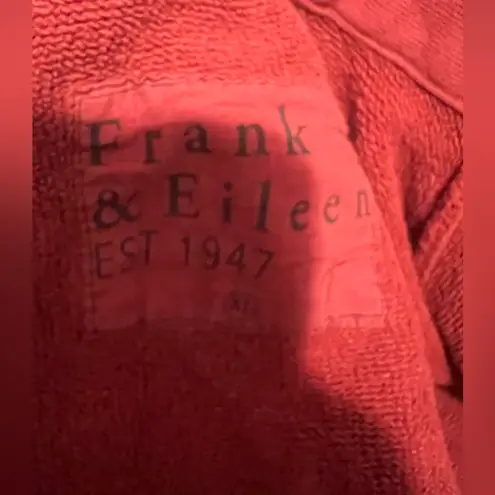 Frank
& Eileen
EST 1947